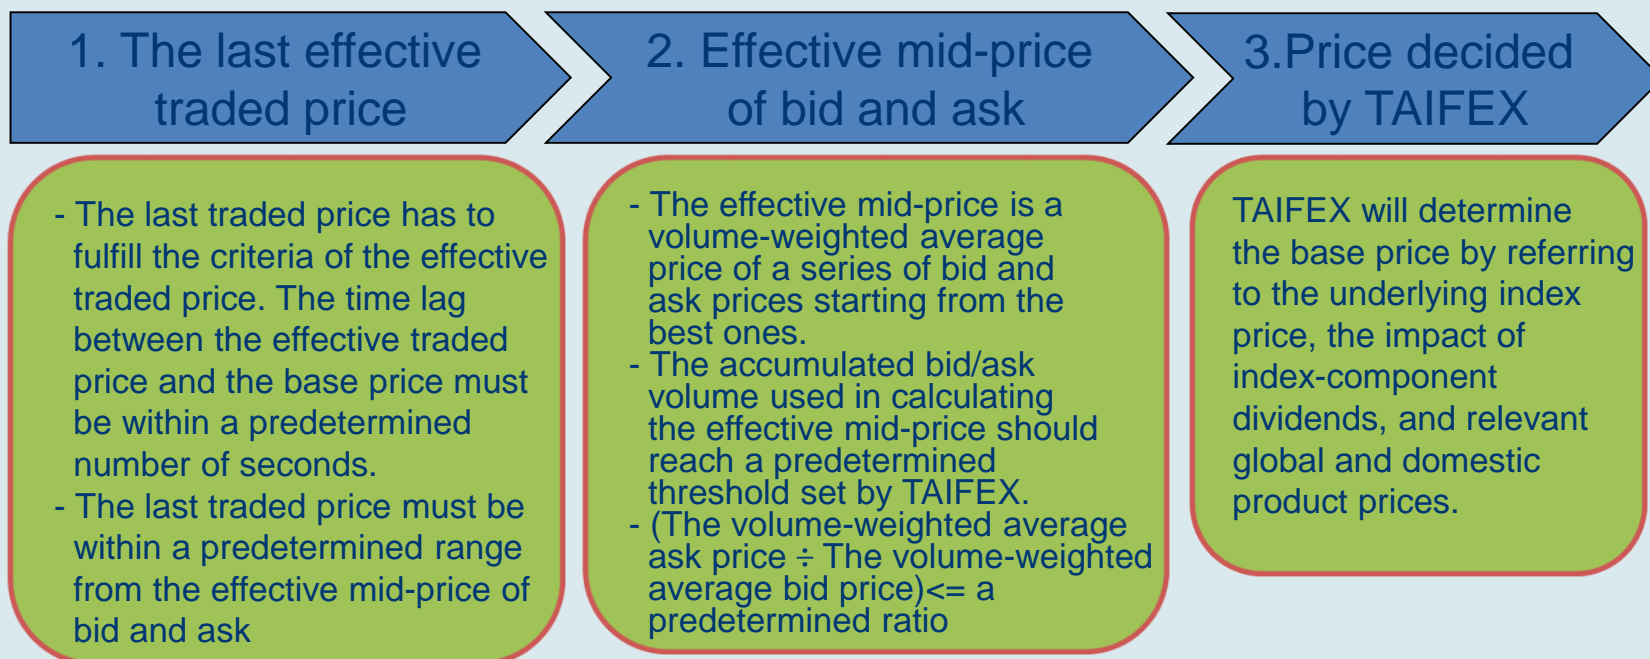 1. The last effective
traded price
2. Effective mid-price
of bid and ask
3.Price decided
by TAIFEX
- The last traded price has to
fulfill the criteria of the effective
traded price. The time lag
between the effective traded
price and the base price must
be within a predetermined
number of seconds.
- The last traded price must be
within a predetermined range
from the effective mid-price of
bid and ask
- The effective mid-price is a
volume-weighted average
price of a series of bid and
ask prices starting from the
best ones.
- The accumulated bid/ask
volume used in calculating
the effective mid-price should
reach a predetermined
threshold set by TAIFEX.
- (The volume-weighted average
ask price ÷ The volume-weighted
average bid price)<= a
predetermined ratio
TAIFEX will determine
the base price by referring
to the underlying index
price, the impact of
index-component
dividends, and relevant
global and domestic
product prices.